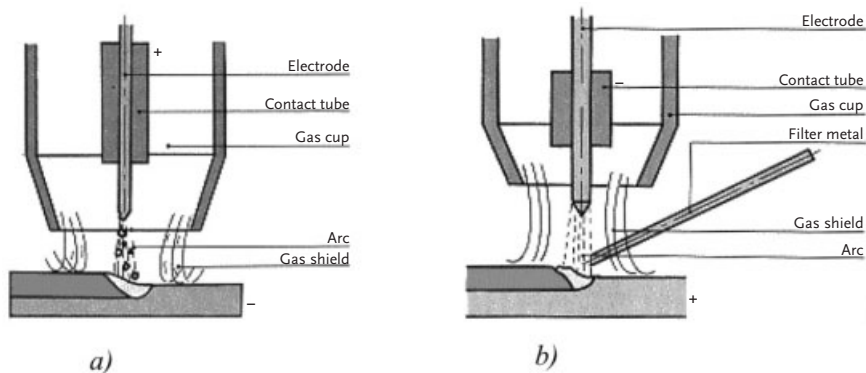 +
Electrode
Contact tube
Gas cup
Arc
Gas shield
–
a)
Electrode
–
Contact tube
Gas cup
Filter metal
Gas shield
Arc
+
b)